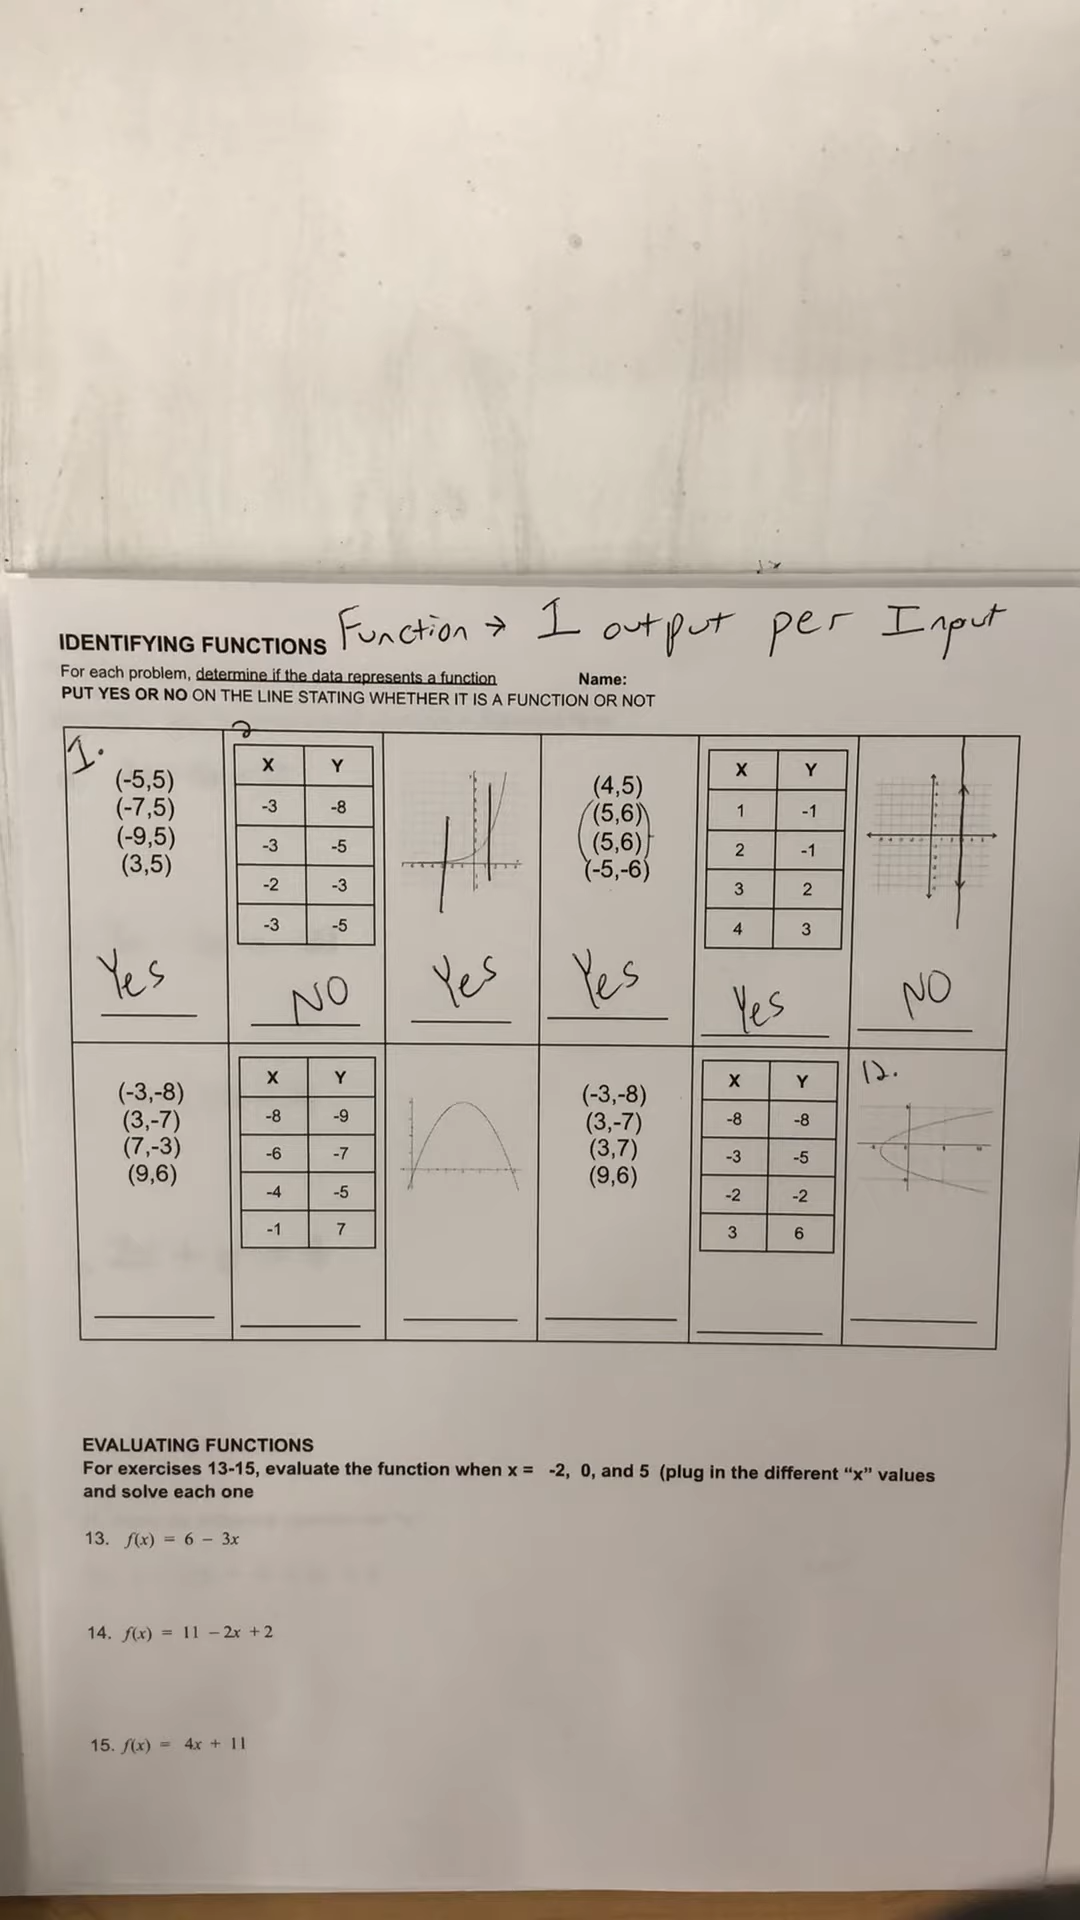 Function → 1 output per Input
IDENTIFYING FUNCTIONS
For each problem, determine if the data represents a function
Name:
PUT YES OR NO ON THE LINE STATING WHETHER IT IS A FUNCTION OR NOT
1.
(-5,5)
(-7,5)
(-9,5)
(3,5)
Yes
2
X Y
-3 -8
-3 -5
-2 -3
-3 -5
NO
Yes
(4,5)
(5,6)
(5,6)
(-5,-6)
Yes
X Y
1 -1
2 -1
3 2
4 3
Yes
NO
(-3,-8)
(3,-7)
(7,-3)
(9,6)
X Y
-8 -9
-6 -7
-4 -5
-1 7
(-3,-8)
(3,-7)
(3,7)
(9,6)
X Y
-8 -8
-3 -5
-2 -2
3 6
12.
EVALUATING FUNCTIONS
For exercises 13-15, evaluate the function when x = -2, 0, and 5 (plug in the different “x” values
and solve each one
13. f(x) = 6 – 3x
14. f(x) = 11 – 2x + 2
15. f(x) = 4x + 11